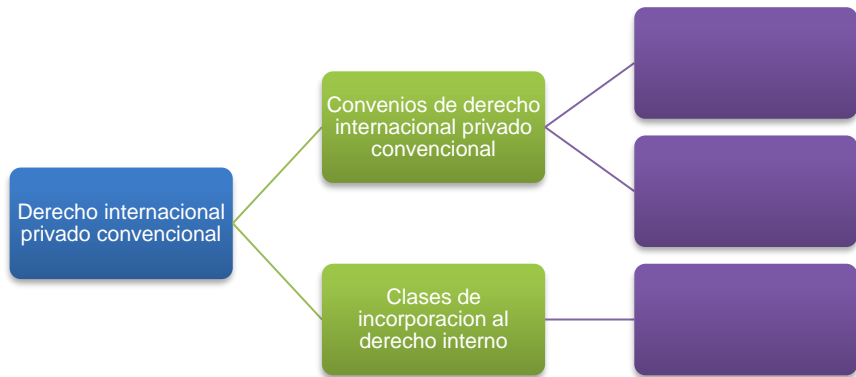 Derecho internacional
privado convencional
Convenios de derecho
internacional privado
convencional
Clases de
incorporacion al
derecho interno